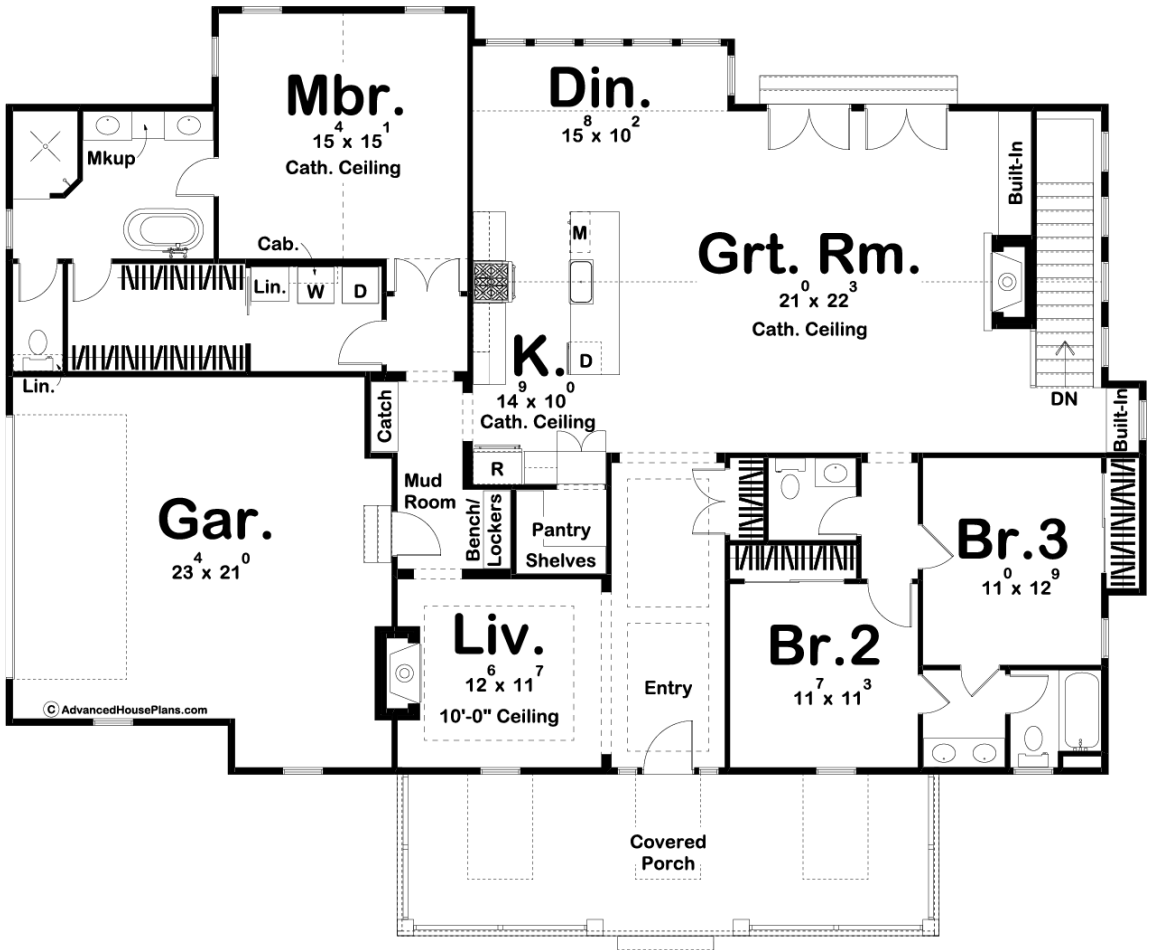 Mbr.
15⁴ x 15¹
Cath. Ceiling
Din.
15⁸ x 10²
Mkup
Built-In
Cab.
Lin.
W
D
M
Grt. Rm.
21⁰ x 22³
Cath. Ceiling
K.
14⁹ x 10⁰
Cath. Ceiling
D
Lin.
Catch
DN
Built-In
R
Mud
Room
Bench/
Lockers
Pantry
Shelves
Gar.
23⁴ x 21⁰
Br.3
11⁰ x 12⁹
Liv.
12⁶ x 11⁷
10'-0" Ceiling
Entry
Br.2
11⁷ x 11³
© AdvancedHousePlans.com
Covered
Porch